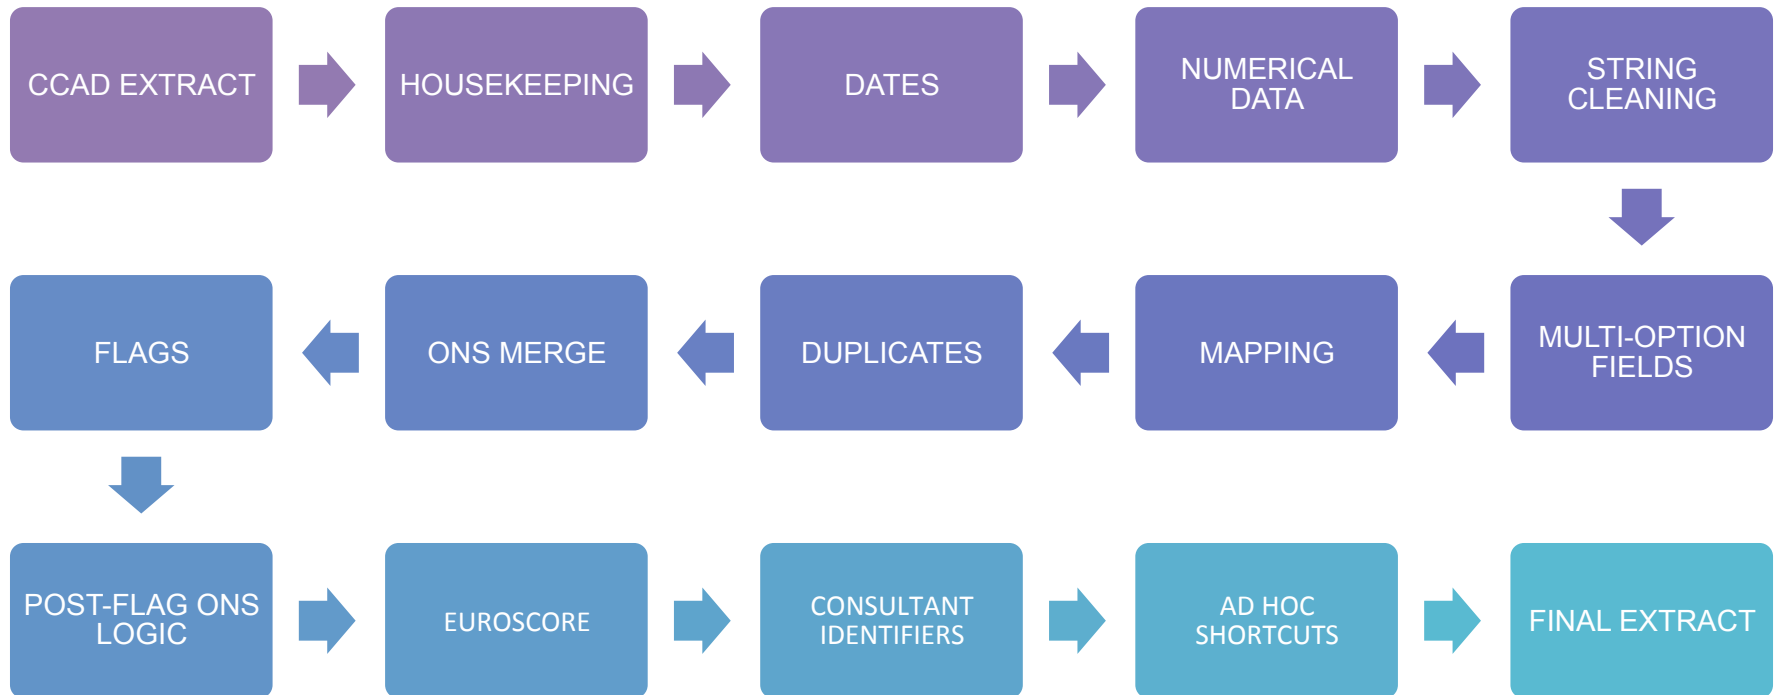 CCAD EXTRACT
HOUSEKEEPING
DATES
NUMERICAL
DATA
STRING
CLEANING
MULTI-OPTION
FIELDS
MAPPING
DUPLICATES
ONS MERGE
FLAGS
POST-FLAG ONS
LOGIC
EUROSCORE
CONSULTANT
IDENTIFIERS
AD HOC
SHORTCUTS
FINAL EXTRACT